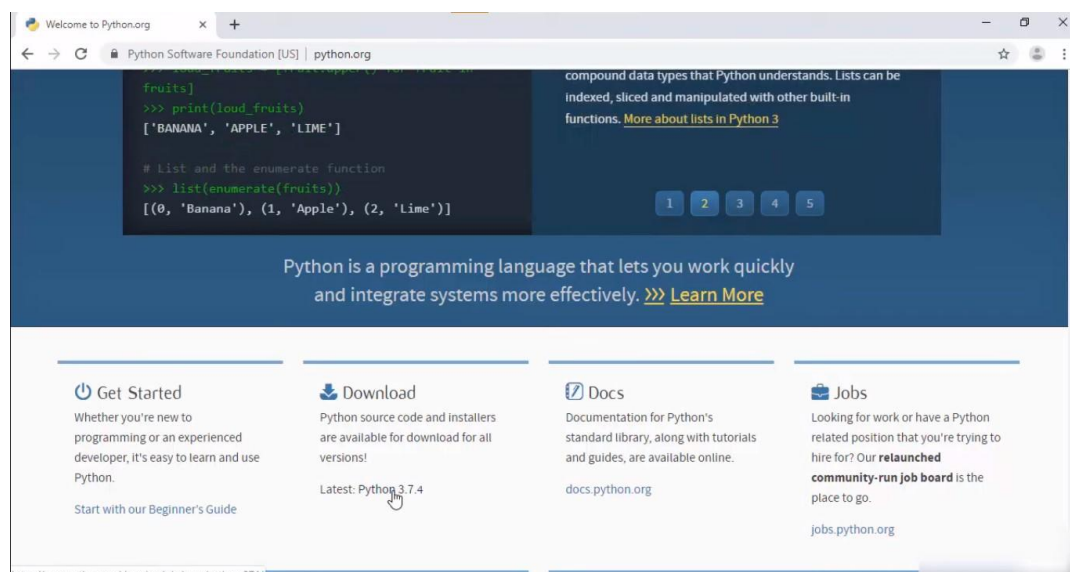 Welcome to Python.org
Python Software Foundation [US] | python.org
fruits]
>>> print(loud_fruits)
['BANANA', 'APPLE', 'LIME']
# List and the enumerate function
>>> list(enumerate(fruits))
[(0, 'Banana'), (1, 'Apple'), (2, 'Lime')]
compound data types that Python understands. Lists can be
indexed, sliced and manipulated with other built-in
functions. More about lists in Python 3
1 2 3 4 5
Python is a programming language that lets you work quickly
and integrate systems more effectively. >>> Learn More
Get Started
Whether you're new to
programming or an experienced
developer, it's easy to learn and use
Python.
Start with our Beginner's Guide
Download
Python source code and installers
are available for download for all
versions!
Latest: Python 3.7.4
Docs
Documentation for Python's
standard library, along with tutorials
and guides, are available online.
docs.python.org
Jobs
Looking for work or have a Python
related position that you're trying to
hire for? Our relaunched
community-run job board is the
place to go.
jobs.python.org